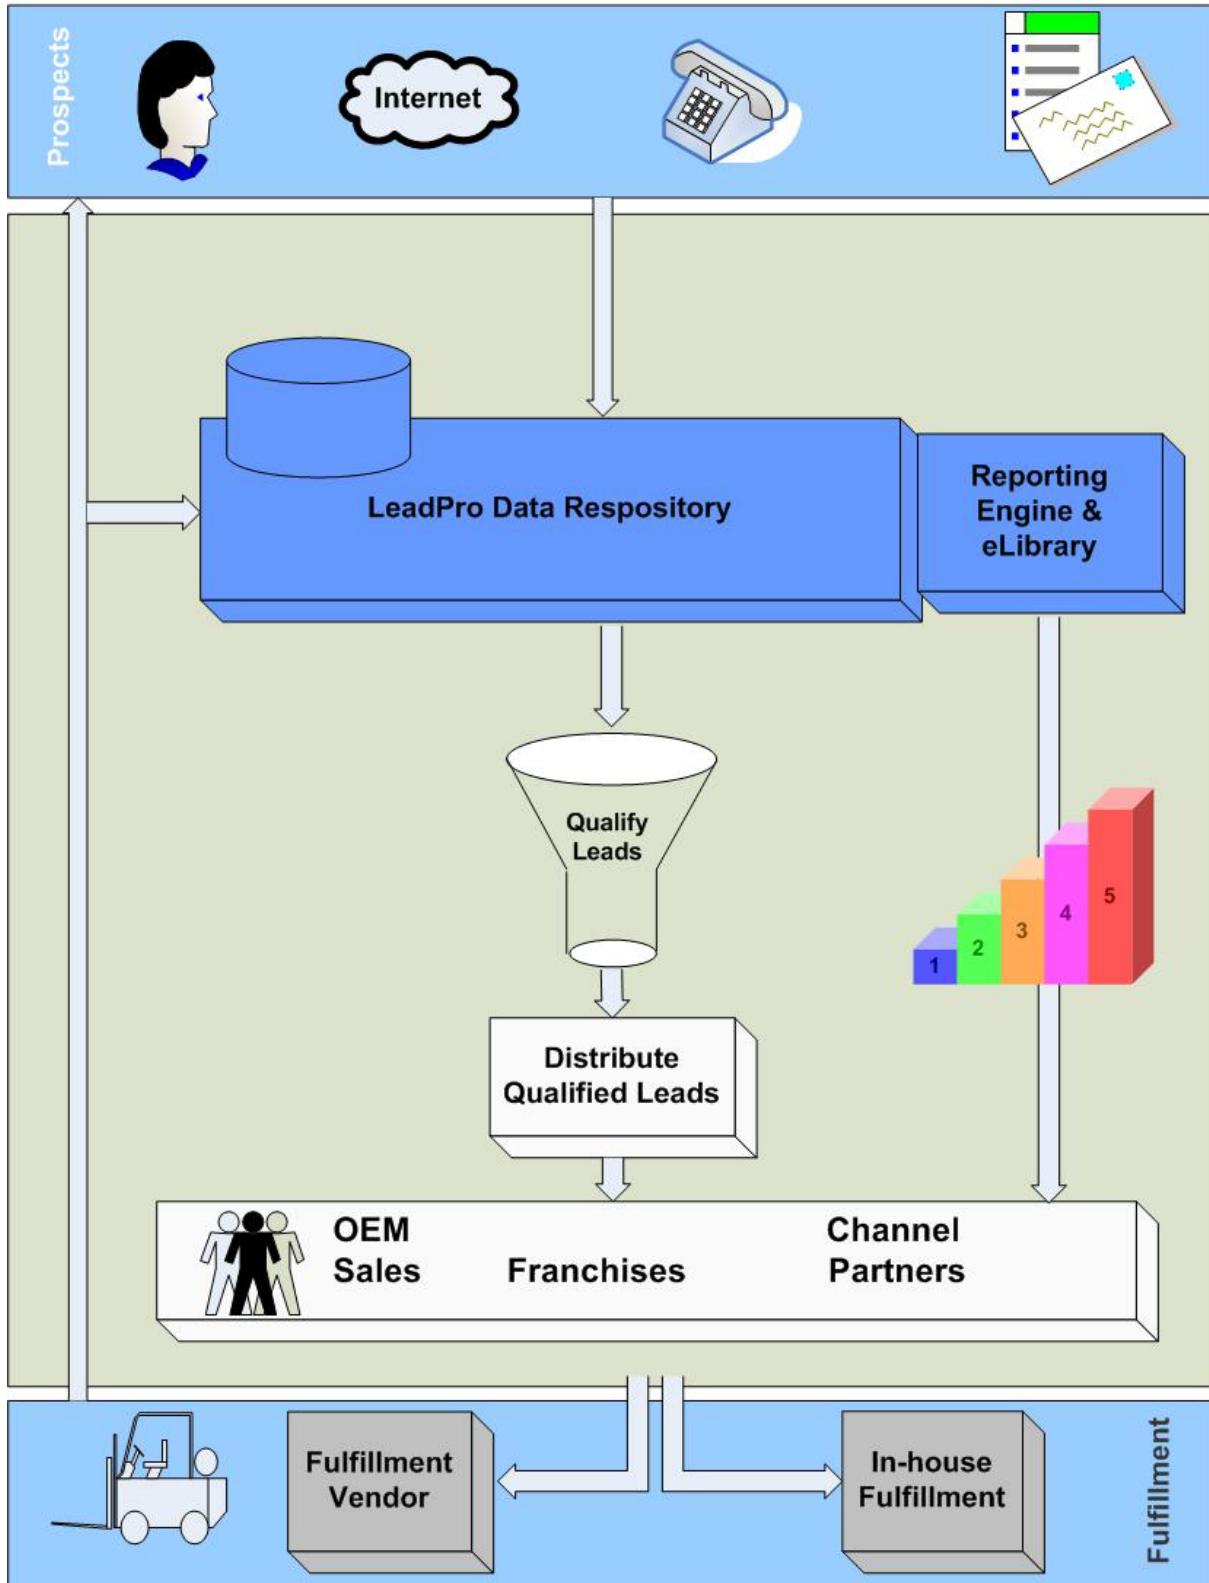 Prospects
Internet
LeadPro Data Respository
Reporting
Engine &
eLibrary
Qualify
Leads
1
2
3
4
5
Distribute
Qualified Leads
OEM
Sales
Franchises
Channel
Partners
Fulfillment
Vendor
In-house
Fulfillment
Fulfillment